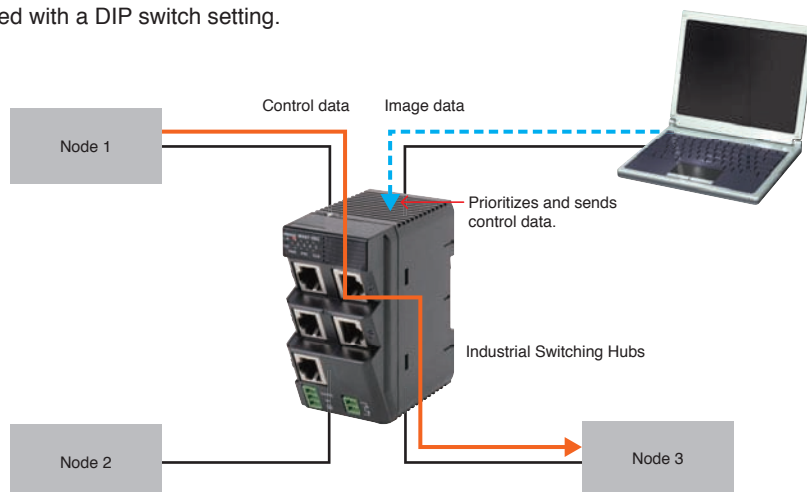 ed with a DIP switch setting.
Control data
Image data
Node 1
Prioritizes and sends
control data.
Industrial Switching Hubs
Node 2
Node 3